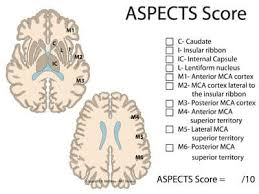 ASPECTS Score
C- Caudate
I- Insular ribbon
IC- Internal Capsule
L- Lentiform nucleus
M1- Anterior MCA cortex
M2- MCA cortex lateral to
the insular ribbon
M3- Posterior MCA cortex
M4- Anterior MCA
superior territory
M5- Lateral MCA
superior territory
M6- Posterior MCA
superior territory
ASPECTS Score = /10
M1
M2
M3
M4
M5
M6